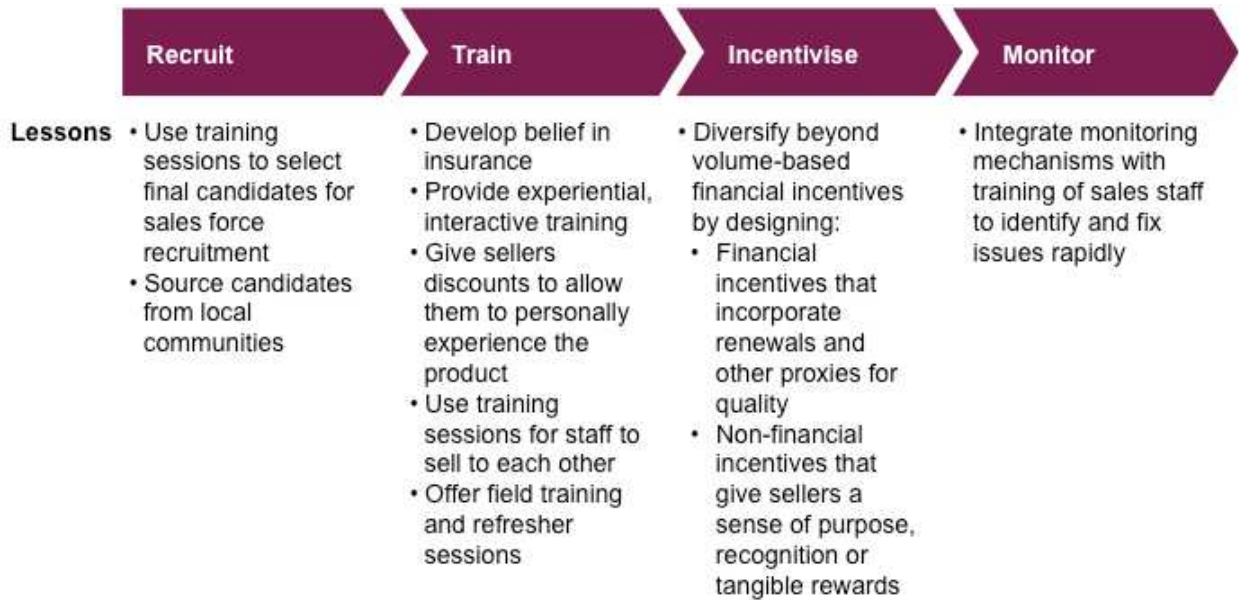 Recruit
Train
Incentivise
Monitor
Lessons
• Use training
sessions to select
final candidates for
sales force
recruitment
• Source candidates
from local
communities
• Develop belief in
insurance
• Provide experiential,
interactive training
• Give sellers
discounts to allow
them to personally
experience the
product
• Use training
sessions for staff to
sell to each other
• Offer field training
and refresher
sessions
• Diversify beyond
volume-based
financial incentives
by designing:
• Financial
incentives that
incorporate
renewals and
other proxies for
quality
• Non-financial
incentives that
give sellers a
sense of purpose,
recognition or
tangible rewards
• Integrate monitoring
mechanisms with
training of sales staff
to identify and fix
issues rapidly